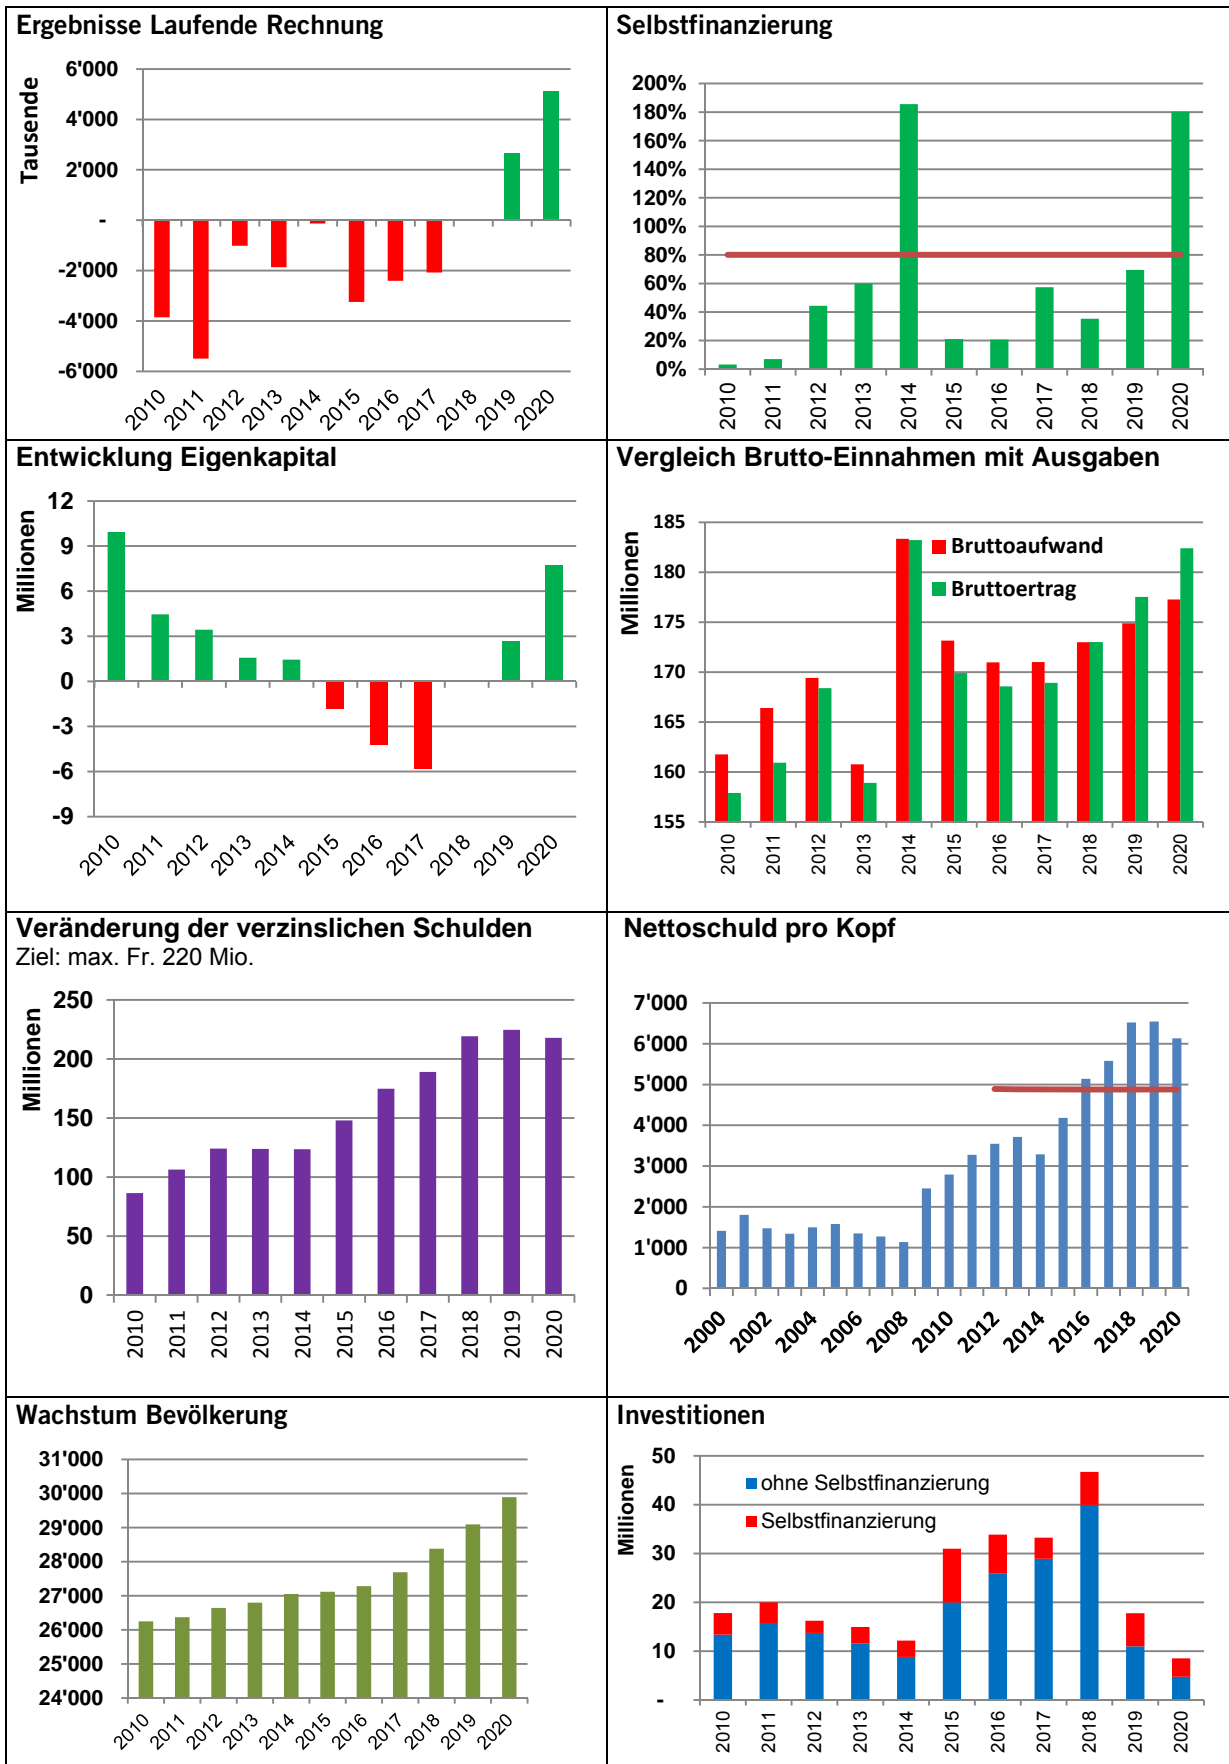 Ergebnisse Laufende Rechnung
Tausende
6'000
4'000
2'000
-
-2'000
-4'000
-6'000
2010 2011 2012 2013 2014 2015 2016 2017 2018 2019 2020
Selbstfinanzierung
200%
180%
160%
140%
120%
100%
80%
60%
40%
20%
0%
2010 2011 2012 2013 2014 2015 2016 2017 2018 2019 2020
Entwicklung Eigenkapital
Millionen
12
9
6
3
0
-3
-6
-9
2010 2011 2012 2013 2014 2015 2016 2017 2018 2019 2020
Vergleich Brutto-Einnahmen mit Ausgaben
Millionen
185
180
175
170
165
160
155
Bruttoaufwand
Bruttoertrag
2010 2011 2012 2013 2014 2015 2016 2017 2018 2019 2020
Veränderung der verzinslichen Schulden
Ziel: max. Fr. 220 Mio.
Millionen
250
200
150
100
50
0
2010 2011 2012 2013 2014 2015 2016 2017 2018 2019 2020
Nettoschuld pro Kopf
7'000
6'000
5'000
4'000
3'000
2'000
1'000
0
2000 2002 2004 2006 2008 2010 2012 2014 2016 2018 2020
Wachstum Bevölkerung
31'000
30'000
29'000
28'000
27'000
26'000
25'000
24'000
2010 2011 2012 2013 2014 2015 2016 2017 2018 2019 2020
Investitionen
Millionen
50
40
30
20
10
-
ohne Selbstfinanzierung
Selbstfinanzierung
2010 2011 2012 2013 2014 2015 2016 2017 2018 2019 2020